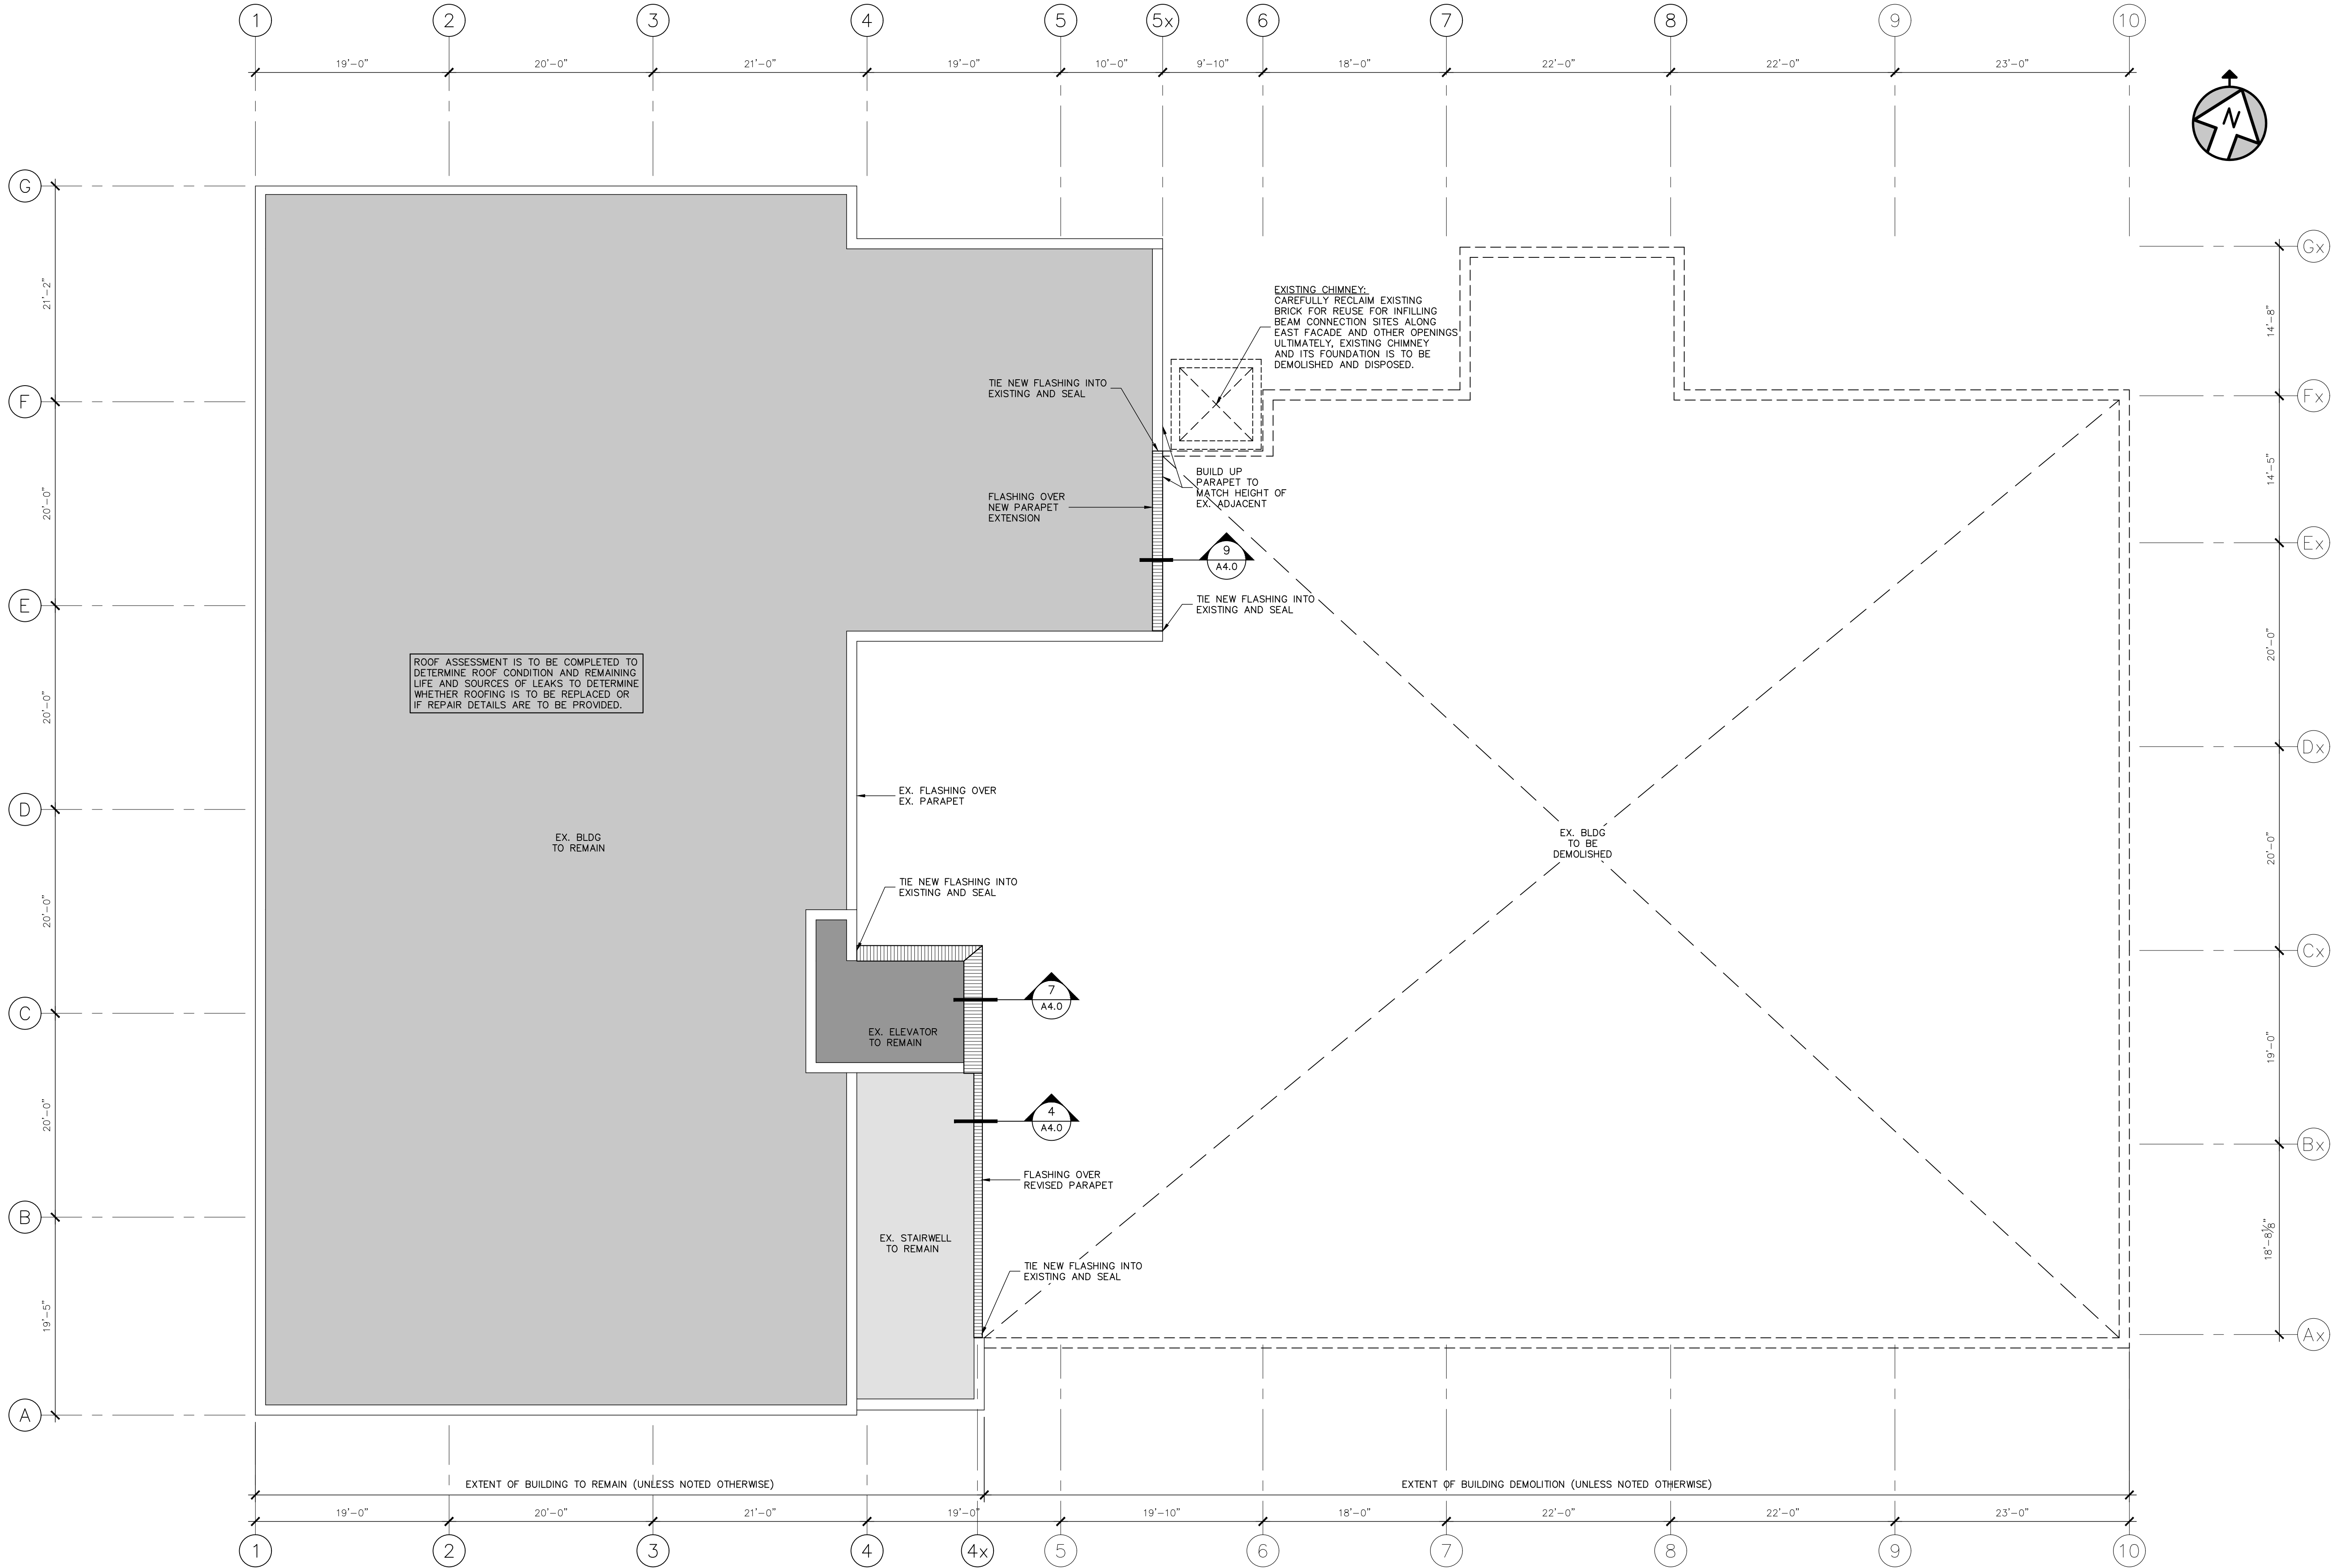 1
2
3
4
5
5x
6
7
8
9
10
19'-0"
20'-0"
21'-0"
19'-0"
10'-0"
9'-10"
18'-0"
22'-0"
22'-0"
23'-0"
N
G
F
E
D
C
B
A
21'-2"
20'-0"
20'-0"
20'-0"
20'-0"
19'-5"
Gx
Fx
Ex
Dx
Cx
Bx
Ax
14'-8"
14'-5"
20'-0"
20'-0"
19'-0"
18'-8⅛"
EXISTING CHIMNEY:
CAREFULLY RECLAIM EXISTING
BRICK FOR REUSE FOR INFILLING
BEAM CONNECTION SITES ALONG
EAST FACADE AND OTHER OPENINGS
ULTIMATELY, EXISTING CHIMNEY
AND ITS FOUNDATION IS TO BE
DEMOLISHED AND DISPOSED.
TIE NEW FLASHING INTO
EXISTING AND SEAL
BUILD UP
PARAPET TO
MATCH HEIGHT OF
EX. ADJACENT
FLASHING OVER
NEW PARAPET
EXTENSION
9
A4.0
TIE NEW FLASHING INTO
EXISTING AND SEAL
ROOF ASSESSMENT IS TO BE COMPLETED TO
DETERMINE ROOF CONDITION AND REMAINING
LIFE AND SOURCES OF LEAKS TO DETERMINE
WHETHER ROOFING IS TO BE REPLACED OR
IF REPAIR DETAILS ARE TO BE PROVIDED.
EX. FLASHING OVER
EX. PARAPET
EX. BLDG
TO REMAIN
EX. BLDG
TO BE
DEMOLISHED
TIE NEW FLASHING INTO
EXISTING AND SEAL
7
A4.0
EX. ELEVATOR
TO REMAIN
4
A4.0
FLASHING OVER
REVISED PARAPET
EX. STAIRWELL
TO REMAIN
TIE NEW FLASHING INTO
EXISTING AND SEAL
EXTENT OF BUILDING TO REMAIN (UNLESS NOTED OTHERWISE)
EXTENT OF BUILDING DEMOLITION (UNLESS NOTED OTHERWISE)
19'-0"
20'-0"
21'-0"
19'-0"
19'-10"
18'-0"
22'-0"
22'-0"
23'-0"
1
2
3
4
4x
5
6
7
8
9
10